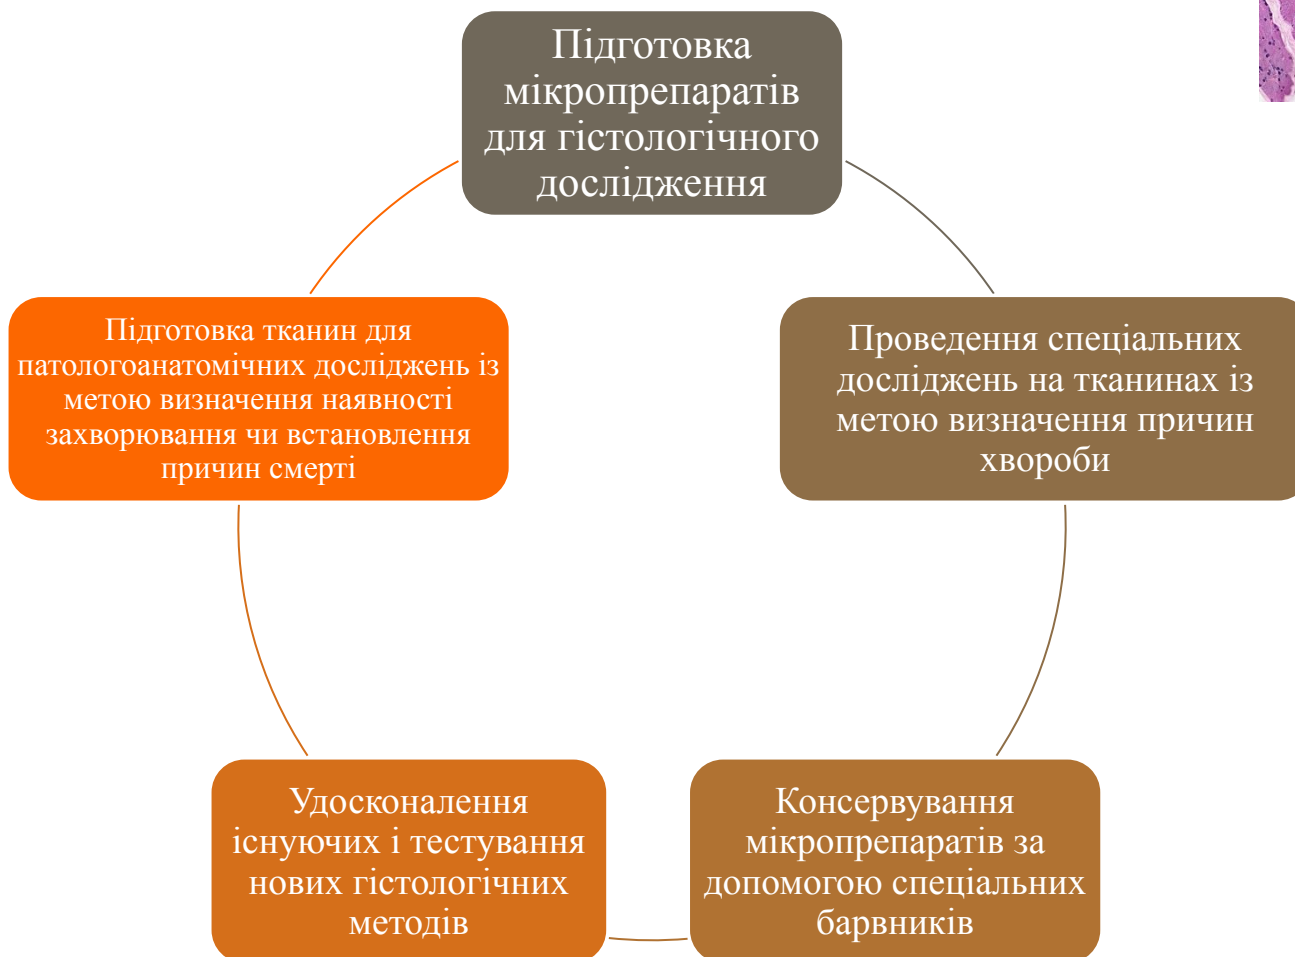 Підготовка
мікропрепаратів
для гістологічного
дослідження
Підготовка тканин для
патологоанатомічних досліджень із
метою визначення наявності
захворювання чи встановлення
причин смерті
Проведення спеціальних
досліджень на тканинах із
метою визначення причин
хвороби
Удосконалення
існуючих і тестування
нових гістологічних
методів
Консервування
мікропрепаратів за
допомогою спеціальних
барвників